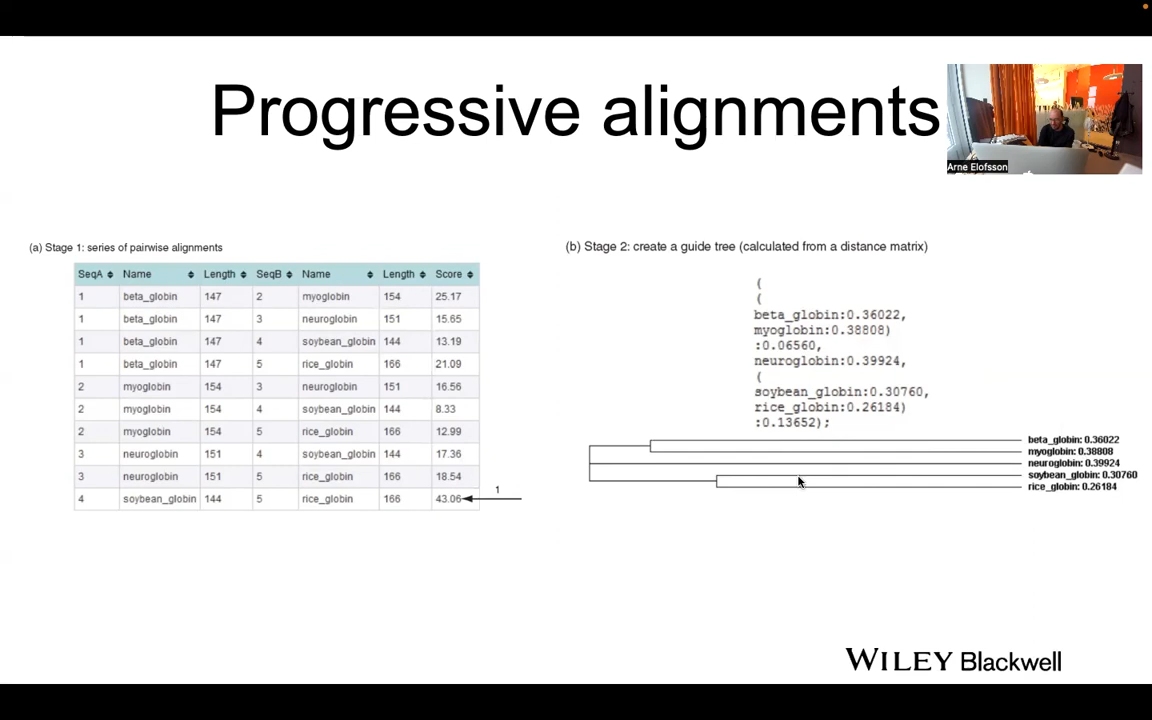 Progressive alignments
Arne Elofsson
(a) Stage 1: series of pairwise alignments
SeqA Name Length SeqB Name Length Score
1 beta_globin 147 2 myoglobin 154 25.17
1 beta_globin 147 3 neuroglobin 151 15.65
1 beta_globin 147 4 soybean_globin 144 13.19
1 beta_globin 147 5 rice_globin 166 21.09
2 myoglobin 154 3 neuroglobin 151 16.56
2 myoglobin 154 4 soybean_globin 144 8.33
2 myoglobin 154 5 rice_globin 166 12.99
3 neuroglobin 151 4 soybean_globin 144 17.36
3 neuroglobin 151 5 rice_globin 166 18.54
4 soybean_globin 144 5 rice_globin 166 43.06
1
(b) Stage 2: create a guide tree (calculated from a distance matrix)
(
(
beta_globin:0.36022,
myoglobin:0.38808)
:0.06560,
neuroglobin:0.39924,
(
soybean_globin:0.30760,
rice_globin:0.26184)
:0.13652);
beta_globin: 0.36022
myoglobin: 0.38808
neuroglobin: 0.39924
soybean_globin: 0.30760
rice_globin: 0.26184
WILEY Blackwell